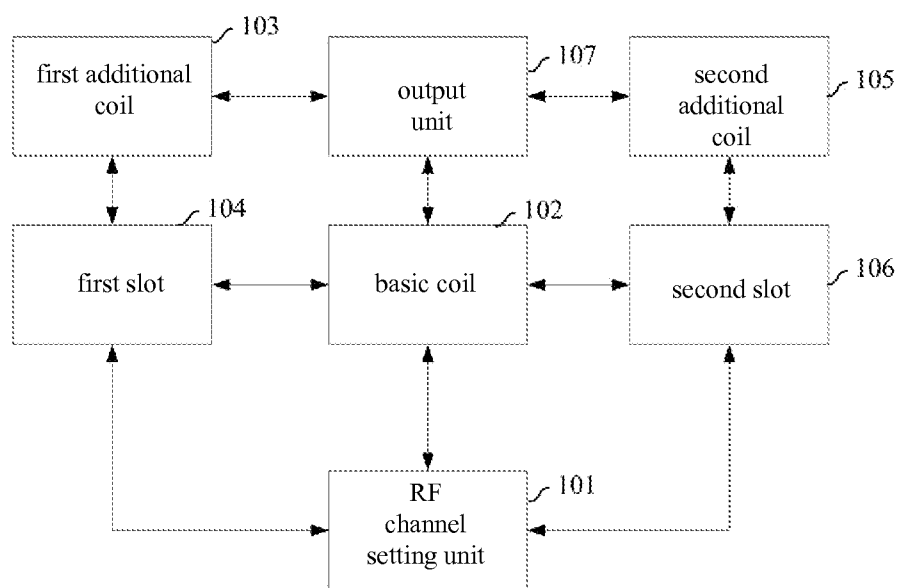 103
first additional
coil
107
output
unit
second
additional
coil
105
104
first slot
102
basic coil
second slot
106
RF
channel
setting unit
101